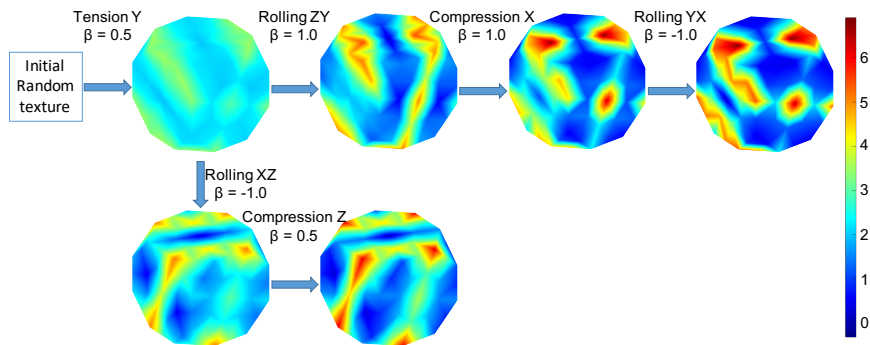 Tension Y
β = 0.5
Rolling ZY
β = 1.0
Compression X
β = 1.0
Rolling YX
β = -1.0
Initial
Random
texture
6
5
4
3
2
1
0
Rolling XZ
β = -1.0
Compression Z
β = 0.5